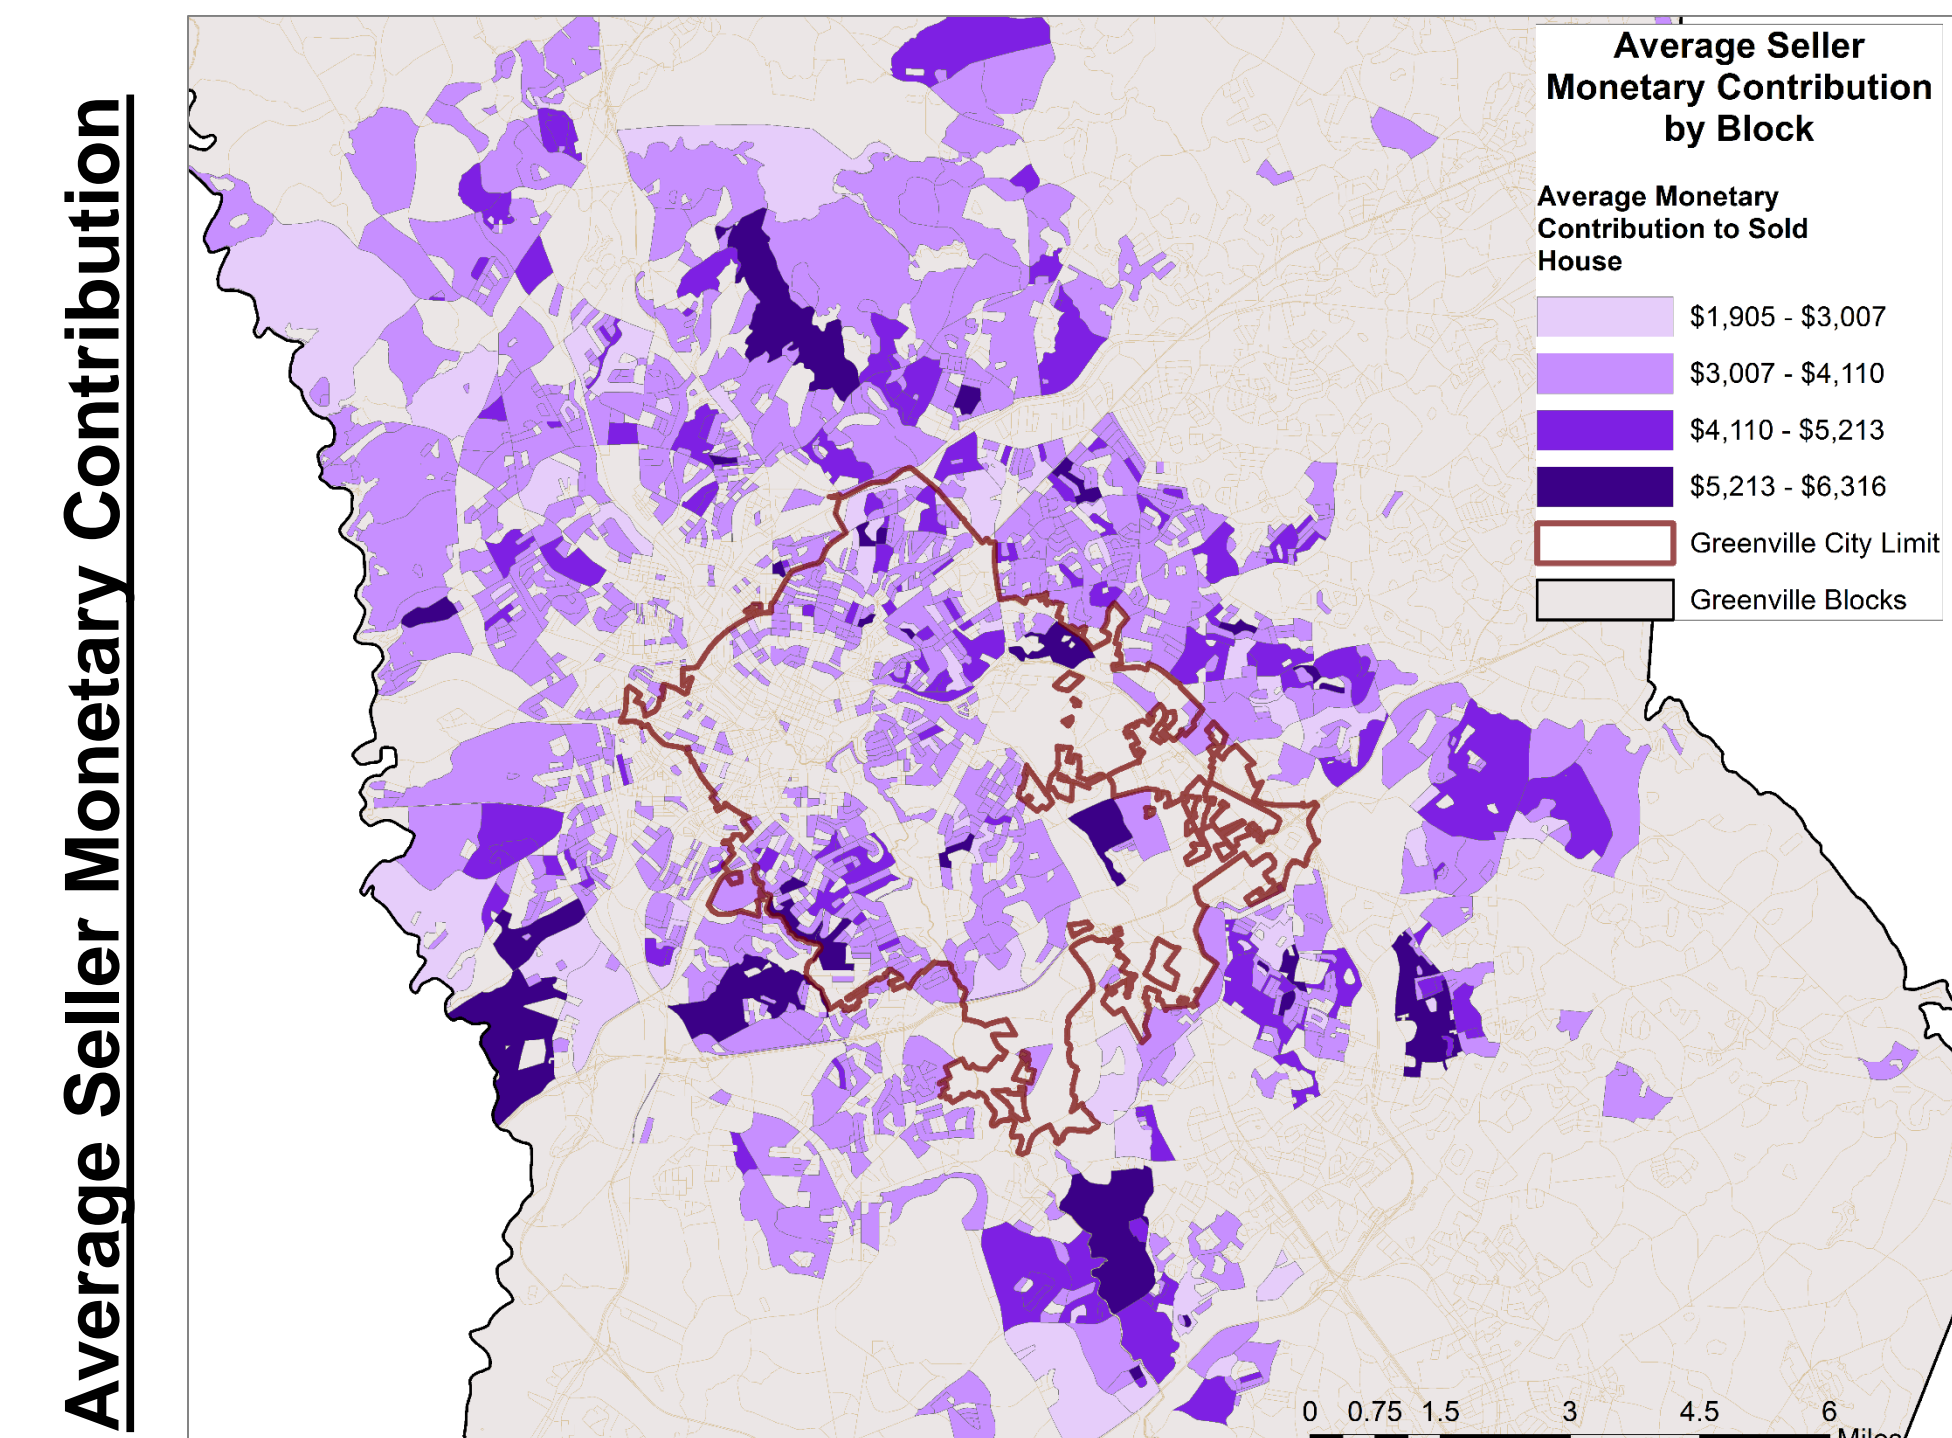 Average Seller Monetary Contribution
Average Seller
Monetary Contribution
by Block
Average Monetary
Contribution to Sold
House
$1,905 - $3,007
$3,007 - $4,110
$4,110 - $5,213
$5,213 - $6,316
Greenville City Limit
Greenville Blocks
0 0.75 1.5 3 4.5 6
Miles